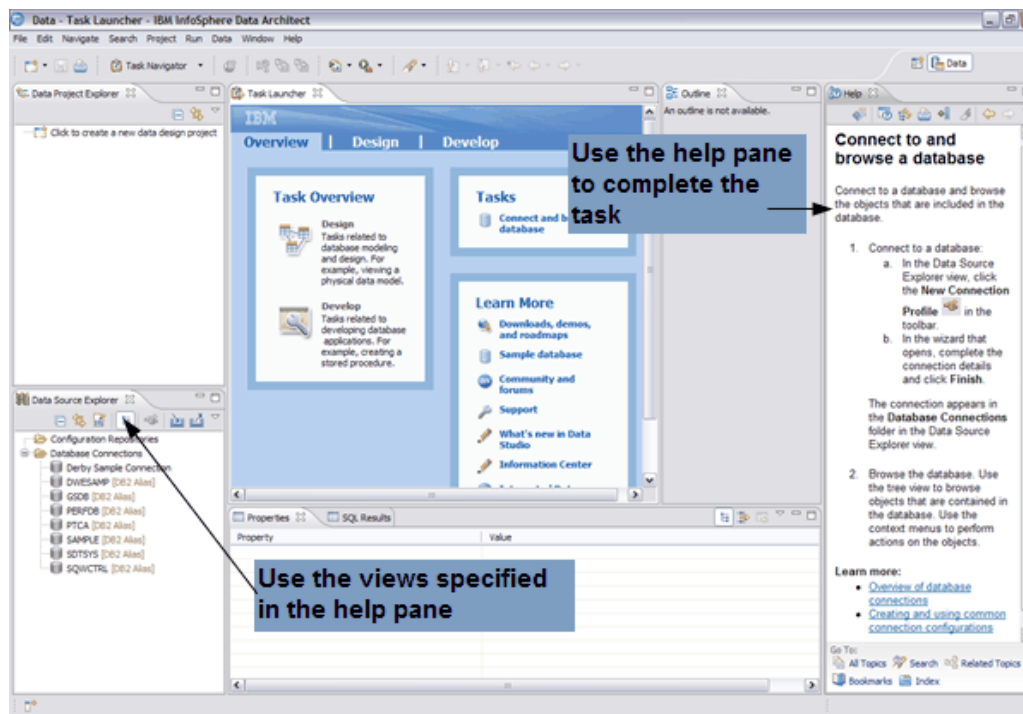 Data - Task Launcher - IBM InfoSphere Data Architect
File Edit Navigate Search Project Run Data Window Help
Task Navigator
Data
Data Project Explorer
Click to create a new data design project
Task Launcher
IBM
Overview | Design | Develop
Task Overview
Design
Tasks related to
database modeling
and design. For
example, viewing a
physical data model.
Develop
Tasks related to
developing database
applications. For
example, creating a
stored procedure.
Tasks
Connect and b
database
Learn More
Downloads, demos,
and roadmaps
Sample database
Community and
forums
Support
What's new in Data
Studio
Information Center
Outline
An outline is not available.
Use the help pane
to complete the
task
Help
Connect to and
browse a database
Connect to a database and browse
the objects that are included in the
database.
1. Connect to a database:
a. In the Data Source
Explorer view, click
the New Connection
Profile in the
toolbar.
b. In the wizard that
opens, complete the
connection details
and click Finish.
The connection appears in
the Database Connections
folder in the Data Source
Explorer view.
2. Browse the database. Use
the tree view to browse
objects that are contained in
the database. Use the
context menus to perform
actions on the objects.
Learn more:
Overview of database
connections
Creating and using common
connection configurations
Go To:
All Topics Search Related Topics
Bookmarks Index
Data Source Explorer
Configuration Repositories
Database Connections
Derby Sample Connection
DWESAMP [DB2 Alias]
GSDB [DB2 Alias]
PERFDB [DB2 Alias]
PTCA [DB2 Alias]
SAMPLE [DB2 Alias]
SDTSYS [DB2 Alias]
SQWCTRL [DB2 Alias]
Properties SQL Results
Property Value
Use the views specified
in the help pane